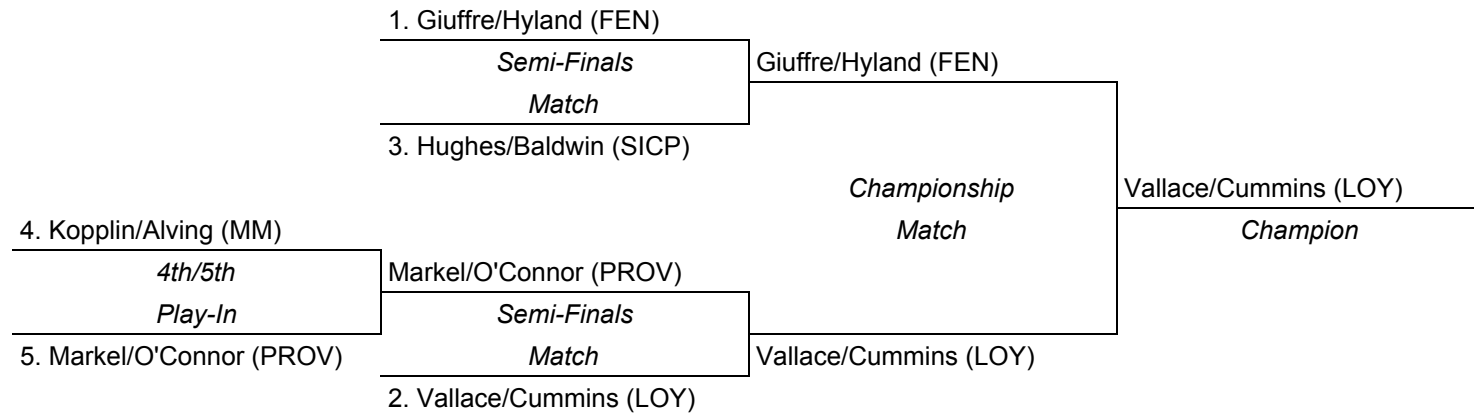 1. Giuffre/Hyland (FEN)
Semi-Finals
Match
3. Hughes/Baldwin (SICP)
Giuffre/Hyland (FEN)
4. Kopplin/Alving (MM)
4th/5th
Play-In
5. Markel/O'Connor (PROV)
Markel/O'Connor (PROV)
Semi-Finals
Match
2. Vallace/Cummins (LOY)
Vallace/Cummins (LOY)
Championship
Match
Vallace/Cummins (LOY)
Champion